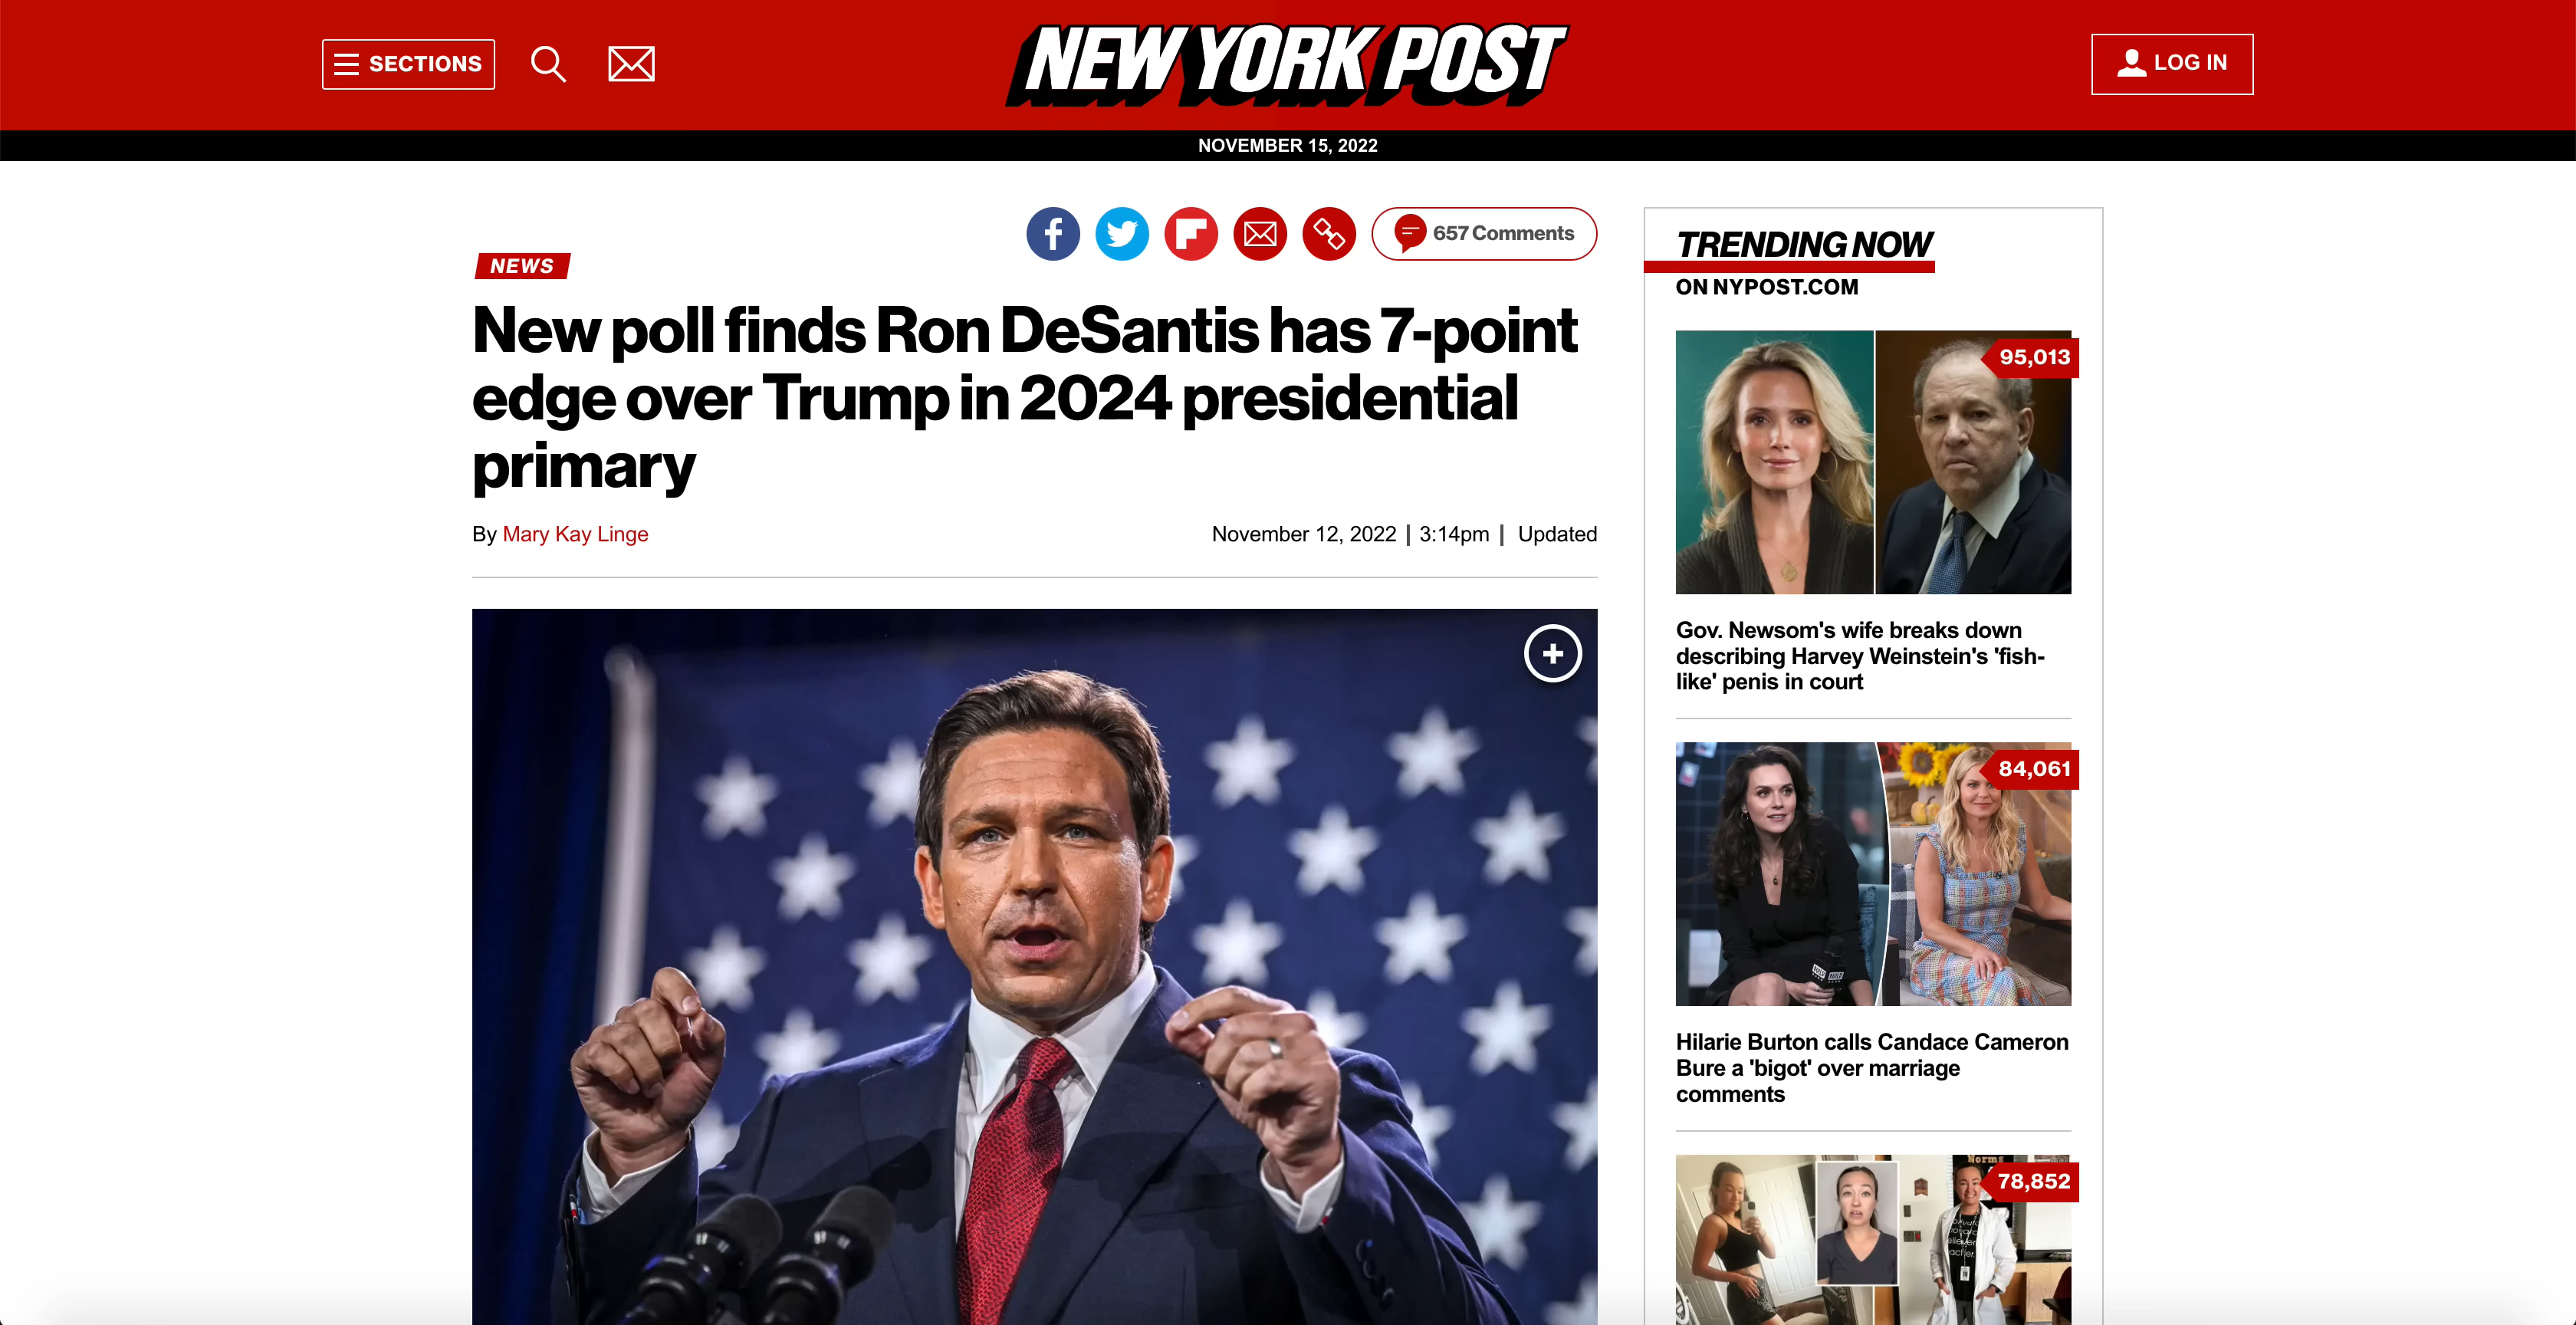 SECTIONS
NEW YORK POST
LOG IN
NOVEMBER 15, 2022
657 Comments
NEWS
New poll finds Ron DeSantis has 7-point
edge over Trump in 2024 presidential
primary
By Mary Kay Linge
November 12, 2022 | 3:14pm | Updated
TRENDING NOW
ON NYPOST.COM
95,013
Gov. Newsom's wife breaks down
describing Harvey Weinstein's 'fish-
like' penis in court
84,061
Hilarie Burton calls Candace Cameron
Bure a 'bigot' over marriage
comments
Norms
78,852